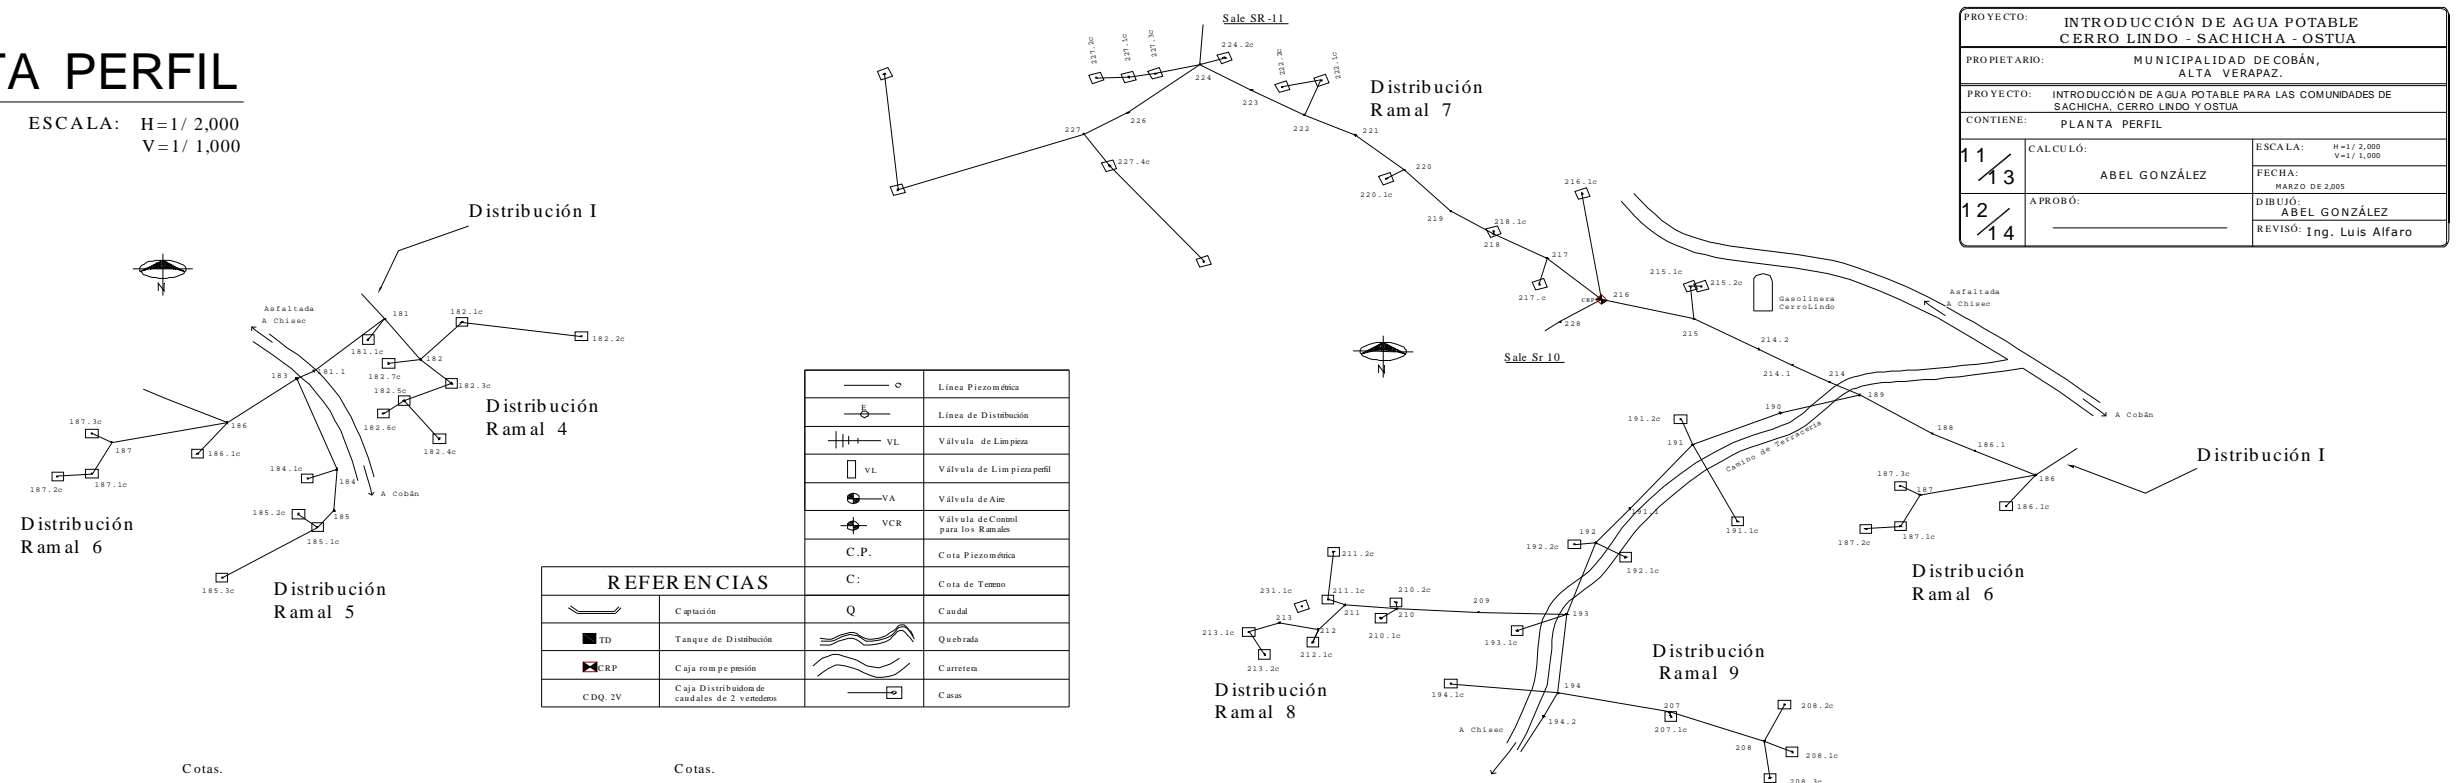 TA PERFIL
ESCALA: H=1/ 2,000
V=1/ 1,000
Distribución I
N
Asfaltada
A Chisec
181
182.1c
182.2c
181.1c
182
182.7c
183
181.1
182.3c
182.5c
182.6c
182.4c
Distribución
Ramal 4
187.3c
186
187
186.1c
184.1c
184
187.2c
187.1c
A Cobán
185.2c
185
185.1c
185.3c
Distribución
Ramal 6
Distribución
Ramal 5
Cotas.
Cotas.
Línea Piezométrica
E
Línea de Distribución
VL
Válvula de Limpieza
VL
Válvula de Limpieza perfil
VA
Válvula de Aire
VCR
Válvula de Control
para los Ramales
C.P.
Cota Piezométrica
C:
Cota de Terreno
Q
Caudal
Quebrada
Carretera
Casas
REFERENCIAS
Captación
TD
Tanque de Distribución
CRP
Caja rompe presión
CDQ. 2V
Caja Distribuidora de
caudales de 2 vertederos
Sale SR-11
227.2c
227.1c
227.3c
224.2c
224
222.2c
222.1c
223
222
226
227
227.4c
221
220
220.1c
Distribución
Ramal 7
219
218.1c
218
217
217.c
216.1c
CRP
216
228
Sale Sr 10
215.1c
215.2c
215
Gasolinera
CerroLindo
Asfaltada
A Chisec
A Cobán
214.2
214.1
214
189
190
191.2c
191
Camino de Terracería
188
186.1
186
186.1c
187.3c
187
187.2c
187.1c
Distribución I
Distribución
Ramal 6
191.1
191.1c
192
192.2c
192.1c
N
211.2c
231.1c
211.1c
210.2c
209
193
213
211
210
210.1c
213.1c
212
212.1c
213.2c
193.1c
Distribución
Ramal 8
Distribución
Ramal 9
194.1c
194
194.2
A Chisec
207
207.1c
208.2c
208
208.1c
208.3c
PROYECTO: INTRODUCCIÓN DE AGUA POTABLE
CERRO LINDO - SACHICHA - OSTUA
PROPIETARIO: MUNICIPALIDAD DE COBÁN,
ALTA VERAPAZ.
PROYECTO: INTRODUCCIÓN DE AGUA POTABLE PARA LAS COMUNIDADES DE
SACHICHA, CERRO LINDO Y OSTUA
CONTIENE: PLANTA PERFIL
11/13
CALCULÓ:
ABEL GONZÁLEZ
ESCALA: H=1/ 2,000
V=1/ 1,000
FECHA:
MARZO DE 2,005
12/14
APROBÓ:
DIBUJÓ:
ABEL GONZÁLEZ
REVISÓ: Ing. Luis Alfaro